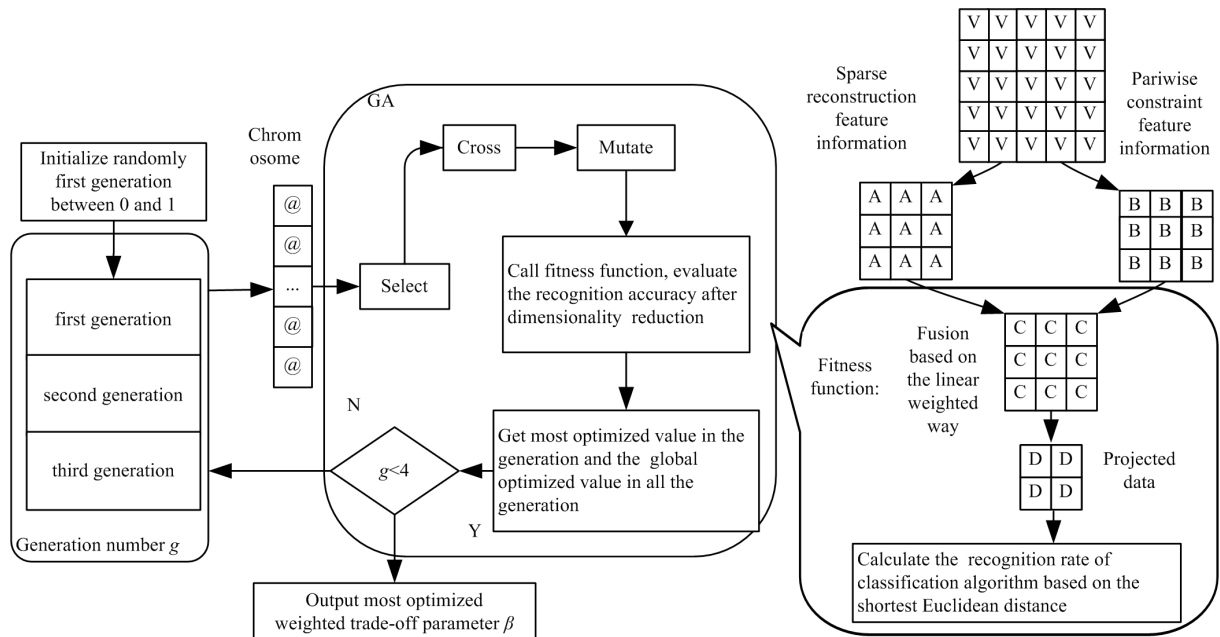 Initialize randomly
first generation
between 0 and 1
first generation
second generation
third generation
Generation number g
Chrom
osome
@
@
...
@
@
GA
Select
Cross
Mutate
Call fitness function, evaluate
the recognition accuracy after
dimensionality reduction
Get most optimized value in the
generation and the global
optimized value in all the
generation
N
g<4
Y
Output most optimized
weighted trade-off parameter β
V V V V V
V V V V V
V V V V V
V V V V V
V V V V V
Sparse
reconstruction
feature
information
Pariwise
constraint
feature
information
A A A
A A A
A A A
B B B
B B B
B B B
Fitness
function:
Fusion
based on
the linear
weighted
way
C C C
C C C
C C C
D D
D D
Projected
data
Calculate the recognition rate of
classification algorithm based on the
shortest Euclidean distance